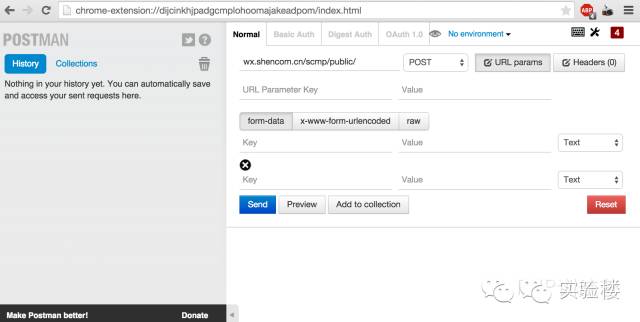 chrome-extension://dijcinkhjpadgcmplohoomajakeadpom/index.html
ABP
4
POSTMAN
Normal Basic Auth Digest Auth OAuth 1.0 No environment 4
History Collections
Nothing in your history yet. You can automatically save
and access your sent requests here.
wx.shencom.cn/scmp/public/ POST URL params Headers (0)
URL Parameter Key Value
form-data x-www-form-urlencoded raw
Key Value Text
Key Value Text
Send Preview Add to collection Reset
Make Postman better! Donate
实验楼